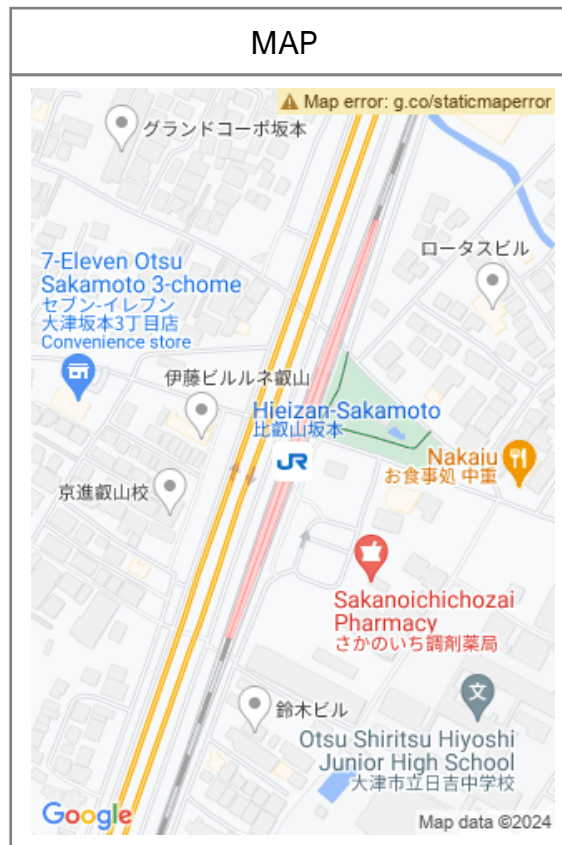 MAP
Map error: g.co/staticmaperror
グランドコーポ坂本
ロータスビル
7-Eleven Otsu
Sakamoto 3-chome
セブン-イレブン
大津坂本3丁目店
Convenience store
伊藤ビルルネ叡山
Hieizan-Sakamoto
比叡山坂本
JR
Nakaju
お食事処 中重
京進叡山校
Sakanoichichozai
Pharmacy
さかのいち調剤薬局
文
鈴木ビル
Otsu Shiritsu Hiyoshi
Junior High School
大津市立日吉中学校
Google
Map data ©2024